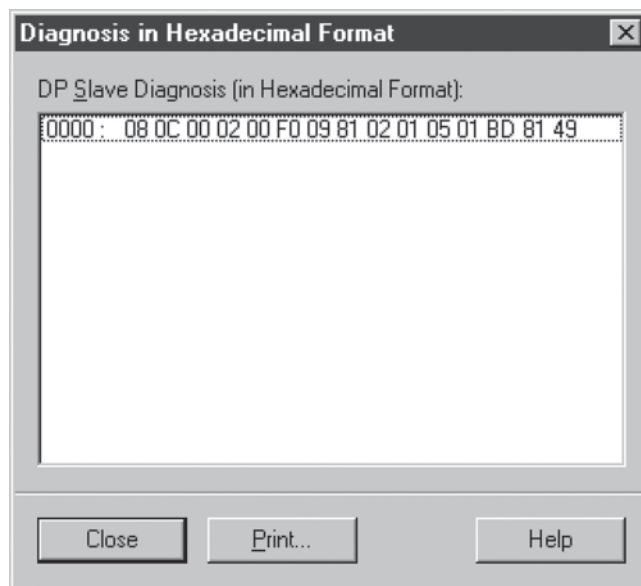 Diagnosis in Hexadecimal Format
DP Slave Diagnosis (in Hexadecimal Format):
0000 : 08 0C 00 02 00 F0 09 81 02 01 05 01 BD 81 49
Close Print... Help